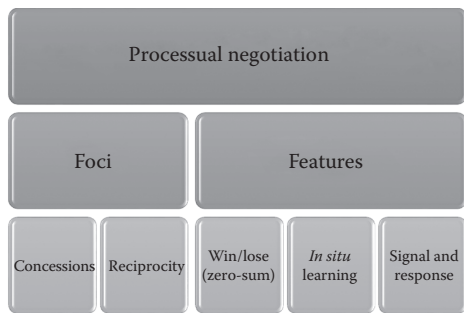 Processual negotiation
Foci
Features
Concessions
Reciprocity
Win/lose
(zero-sum)
In situ
learning
Signal and
response